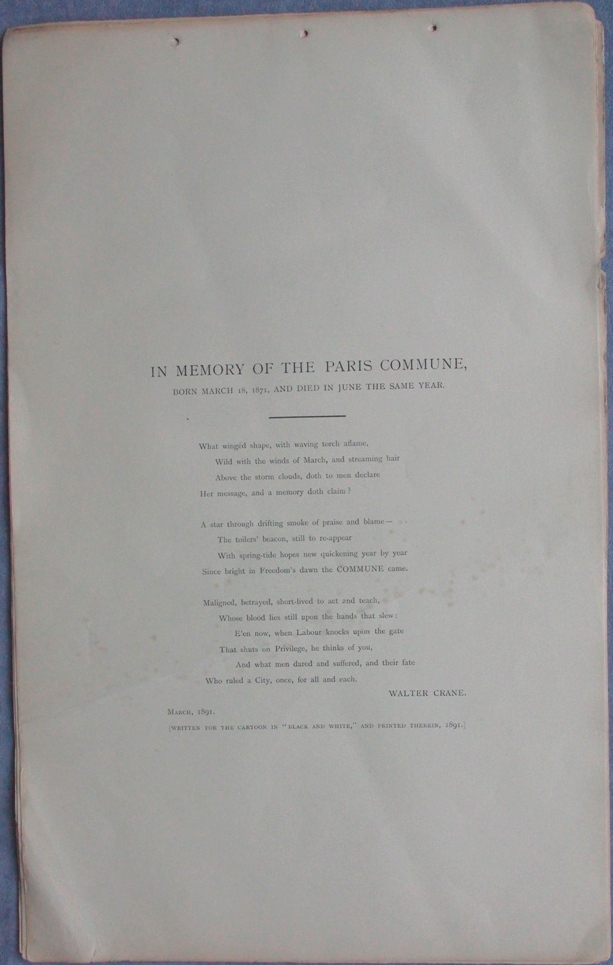 IN MEMORY OF THE PARIS COMMUNE,
BORN MARCH 18, 1871, AND DIED IN JUNE THE SAME YEAR.
What wingèd shape, with waving torch aflame,
Wild with the winds of March, and streaming hair
Above the storm clouds, doth to men declare
Her message, and a memory doth claim?
A star through drifting smoke of praise and blame—
The toilers' beacon, still to re-appear
With spring-tide hopes new quickening year by year
Since bright in Freedom's dawn the COMMUNE came.
Maligned, betrayed, short-lived to act and teach,
Whose blood lies still upon the hands that slew:
E'en now, when Labour knocks upon the gate
That shuts on Privilege, he thinks of you,
And what men dared and suffered, and their fate
Who ruled a City, once, for all and each.
WALTER CRANE.
MARCH, 1891.
[WRITTEN FOR THE CARTOON IN "BLACK AND WHITE," AND PRINTED THEREIN, 1891.]